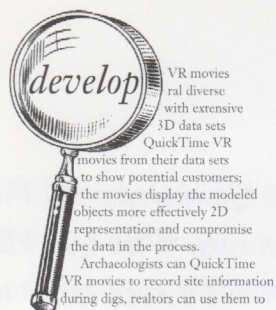 develop
VR movies
ral diverse
with extensive
3D data sets
QuickTime VR
movies from their data sets
to show potential customers;
the movies display the modeled
objects more effectively 2D
representation and compromise
the data in the process.
Archaeologists can QuickTime
VR movies to record site information
during digs, realtors can use them to